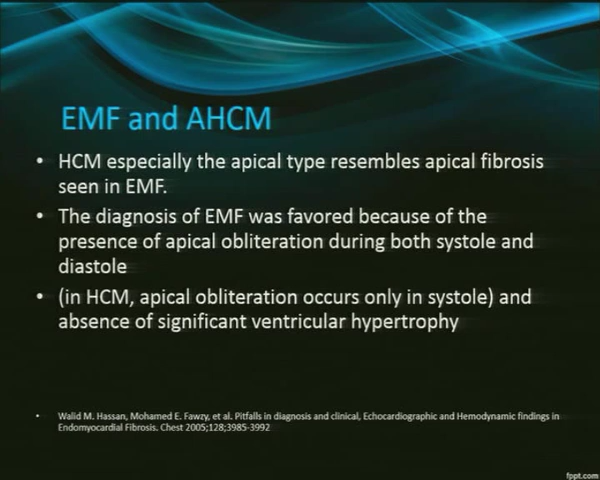 EMF and AHCM
• HCM especially the apical type resembles apical fibrosis
seen in EMF.
• The diagnosis of EMF was favored because of the
presence of apical obliteration during both systole and
diastole
• (in HCM, apical obliteration occurs only in systole) and
absence of significant ventricular hypertrophy
• Walid M. Hassan, Mohamed E. Fawzy, et al. Pitfalls in diagnosis and clinical, Echocardiographic and Hemodynamic findings in
Endomyocardial Fibrosis. Chest 2005;128;3985-3992
fppt.com